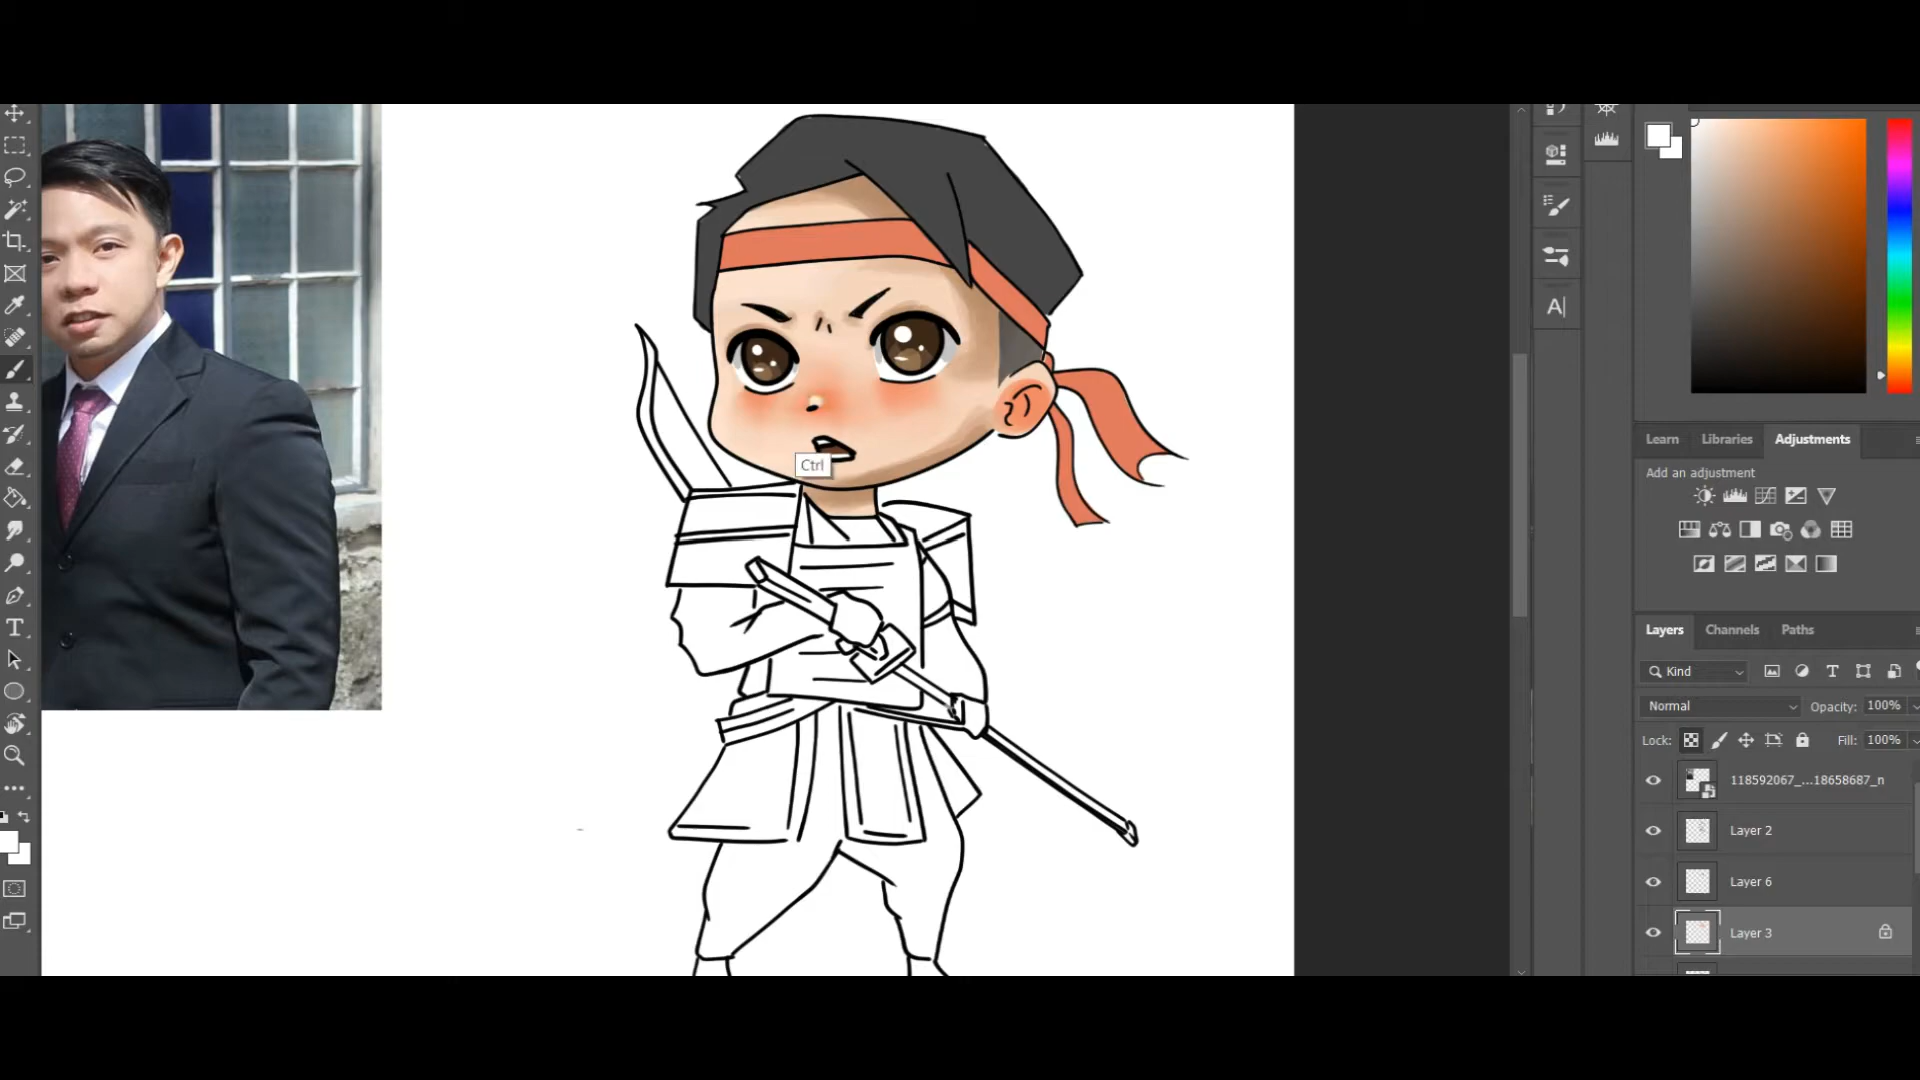 Ctrl
A|
Learn Libraries Adjustments
Add an adjustment
Layers Channels Paths
Kind
Normal Opacity: 100%
Lock: Fill: 100%
118592067_...18658687_n
Layer 2
Layer 6
Layer 3